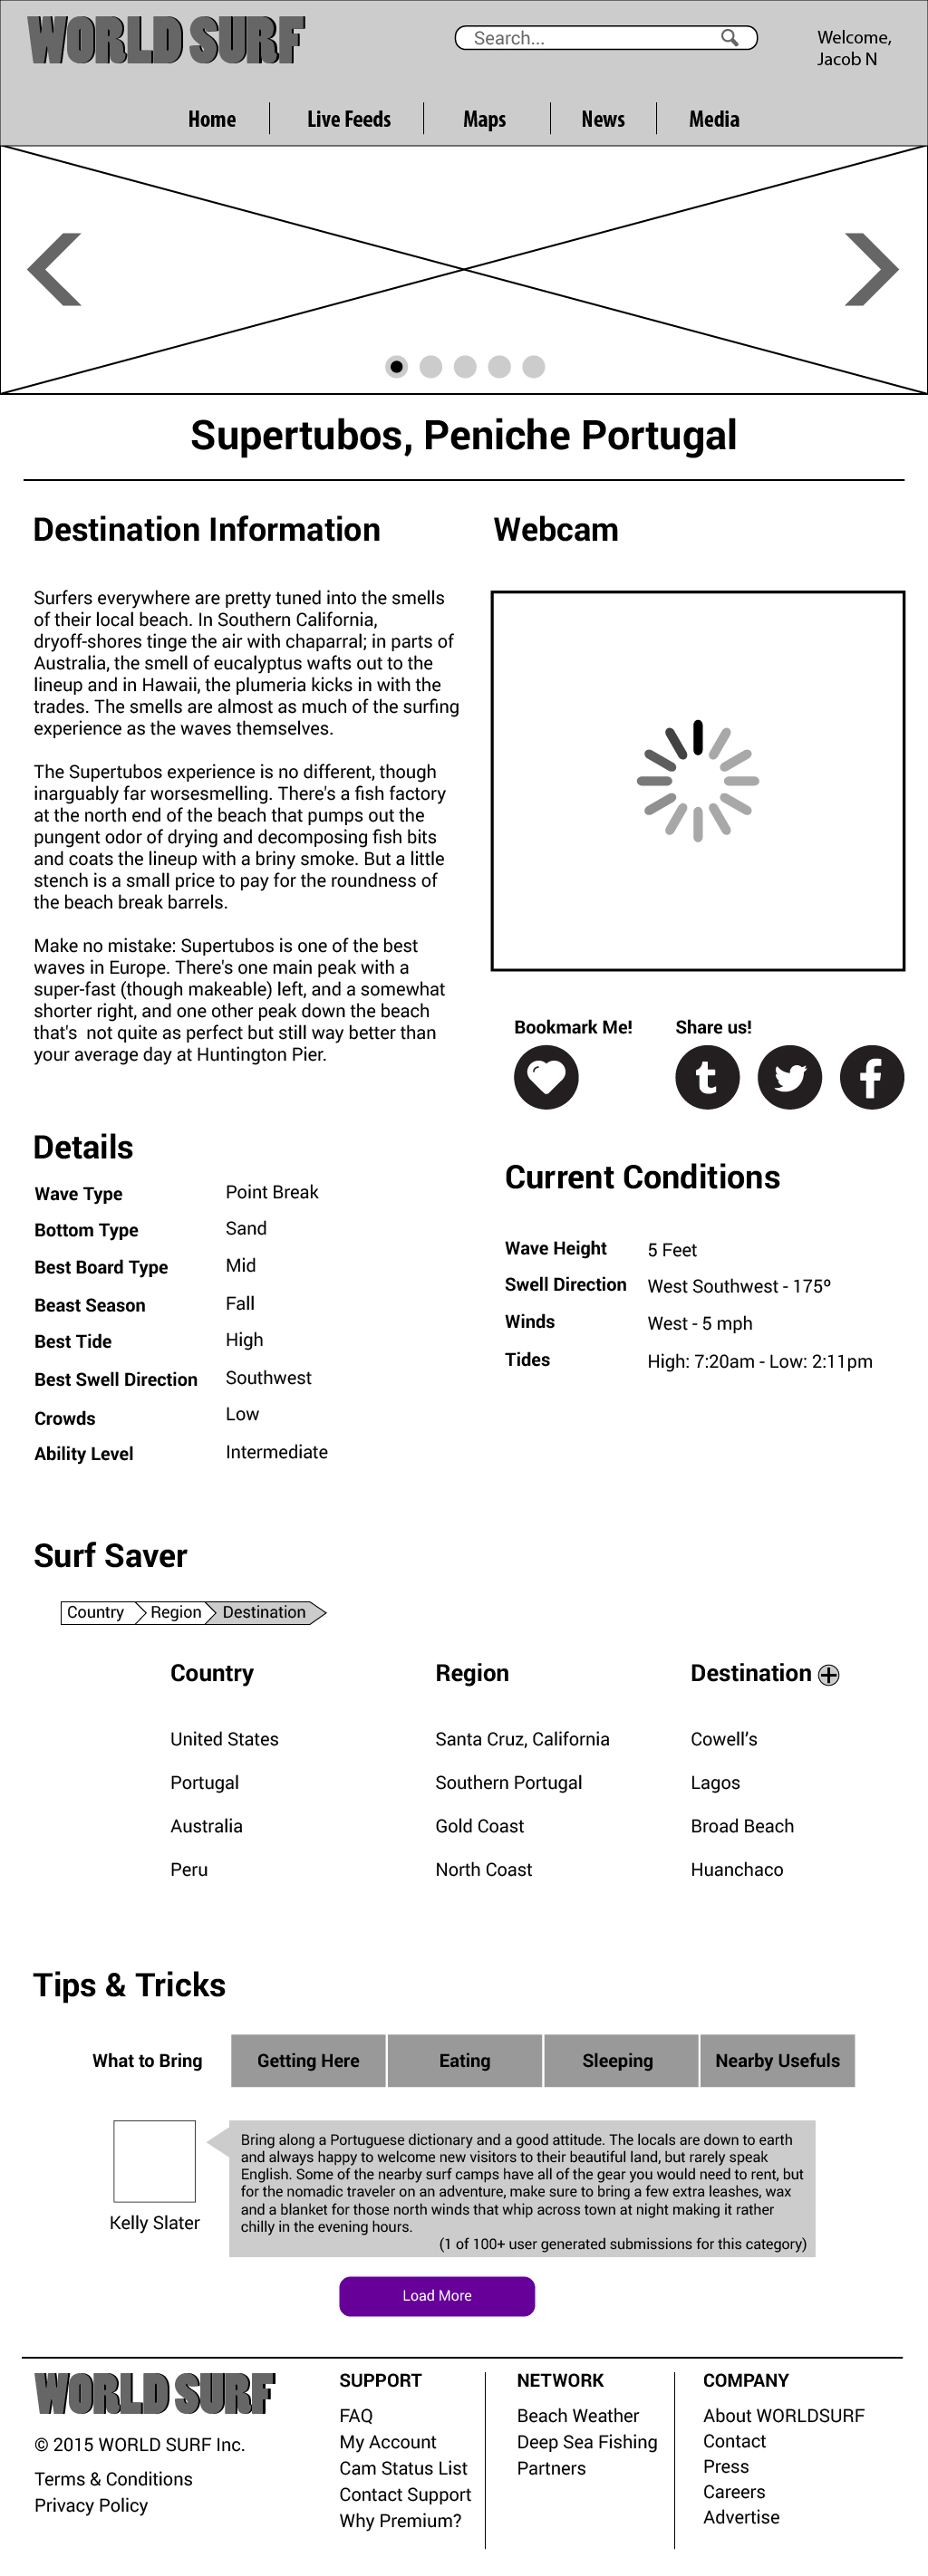 WORLD SURF
Search...
Welcome,
Jacob N
Home
Live Feeds
Maps
News
Media
Supertubos, Peniche Portugal
Destination Information
Surfers everywhere are pretty tuned into the smells
of their local beach. In Southern California,
dryoff-shores tinge the air with chaparral; in parts of
Australia, the smell of eucalyptus wafts out to the
lineup and in Hawaii, the plumeria kicks in with the
trades. The smells are almost as much of the surfing
experience as the waves themselves.
The Supertubos experience is no different, though
inarguably far worsesmelling. There's a fish factory
at the north end of the beach that pumps out the
pungent odor of drying and decomposing fish bits
and coats the lineup with a briny smoke. But a little
stench is a small price to pay for the roundness of
the beach break barrels.
Make no mistake: Supertubos is one of the best
waves in Europe. There's one main peak with a
super-fast (though makeable) left, and a somewhat
shorter right, and one other peak down the beach
that's  not quite as perfect but still way better than
your average day at Huntington Pier.
Webcam
Bookmark Me!
Share us!
Details
Wave Type Point Break
Bottom Type Sand
Best Board Type Mid
Beast Season Fall
Best Tide High
Best Swell Direction Southwest
Crowds Low
Ability Level Intermediate
Current Conditions
Wave Height 5 Feet
Swell Direction West Southwest - 175º
Winds West - 5 mph
Tides High: 7:20am - Low: 2:11pm
Surf Saver
Country Region Destination
Country Region Destination
United States Santa Cruz, California Cowell’s
Portugal Southern Portugal Lagos
Australia Gold Coast Broad Beach
Peru North Coast Huanchaco
Tips & Tricks
What to Bring
Getting Here
Eating
Sleeping
Nearby Usefuls
Kelly Slater
Bring along a Portuguese dictionary and a good attitude. The locals are down to earth
and always happy to welcome new visitors to their beautiful land, but rarely speak
English. Some of the nearby surf camps have all of the gear you would need to rent, but
for the nomadic traveler on an adventure, make sure to bring a few extra leashes, wax
and a blanket for those north winds that whip across town at night making it rather
chilly in the evening hours.
(1 of 100+ user generated submissions for this category)
Load More
WORLD SURF
© 2015 WORLD SURF Inc.
Terms & Conditions
Privacy Policy
SUPPORT
FAQ
My Account
Cam Status List
Contact Support
Why Premium?
NETWORK
Beach Weather
Deep Sea Fishing
Partners
COMPANY
About WORLDSURF
Contact
Press
Careers
Advertise